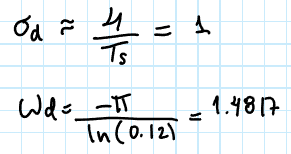 σd ≈ 4/Ts = 1
ωd = -π/ln(0.12) = 1.4817